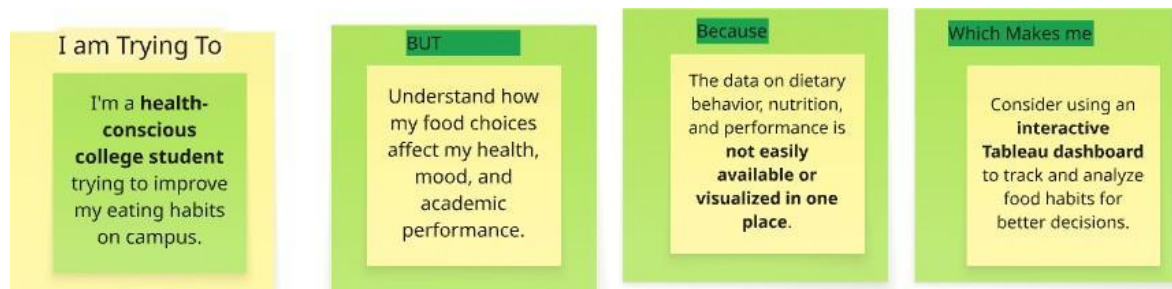 I am Trying To
I'm a health-
conscious
college student
trying to improve
my eating habits
on campus.
BUT
Understand how
my food choices
affect my health,
mood, and
academic
performance.
Because
The data on dietary
behavior, nutrition,
and performance is
not easily
available or
visualized in one
place.
Which Makes me
Consider using an
interactive
Tableau dashboard
to track and analyze
food habits for
better decisions.